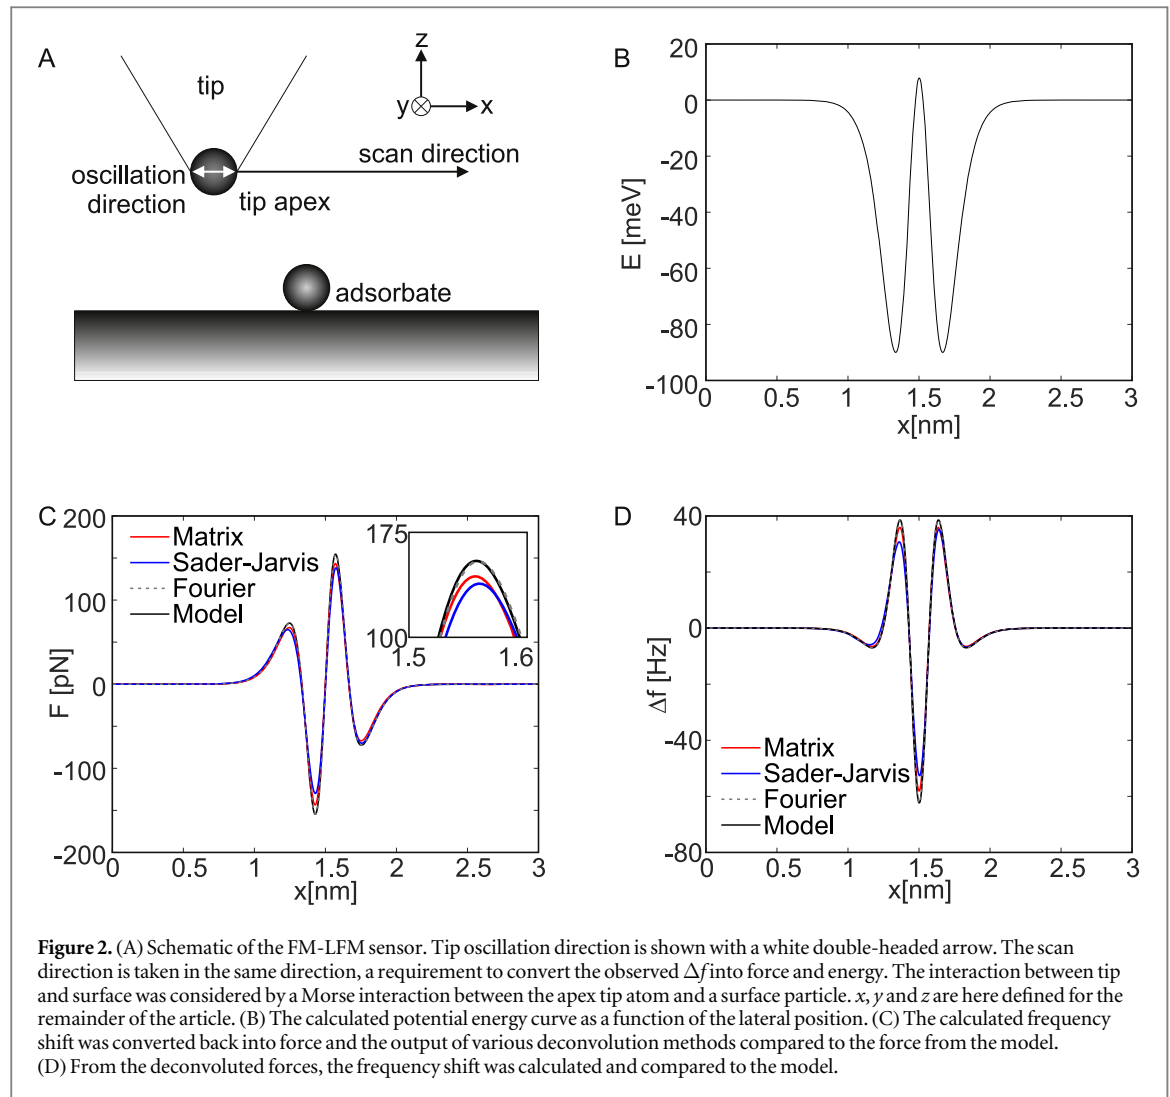 A
tip
z
y
x
scan direction
oscillation
direction
tip apex
adsorbate
B
20
0
-20
-40
-60
-80
-100
E [meV]
0 0.5 1 1.5 2 2.5 3
x[nm]
C
200
100
0
-100
-200
F [pN]
Matrix
Sader-Jarvis
Fourier
Model
175
100
1.5 1.6
0 0.5 1 1.5 2 2.5 3
x[nm]
D
40
0
-40
-80
Δf [Hz]
Matrix
Sader-Jarvis
Fourier
Model
0 0.5 1 1.5 2 2.5 3
x[nm]
Figure 2. (A) Schematic of the FM-LFM sensor. Tip oscillation direction is shown with a white double-headed arrow. The scan
direction is taken in the same direction, a requirement to convert the observed Δf into force and energy. The interaction between tip
and surface was considered by a Morse interaction between the apex tip atom and a surface particle. x, y and z are here defined for the
remainder of the article. (B) The calculated potential energy curve as a function of the lateral position. (C) The calculated frequency
shift was converted back into force and the output of various deconvolution methods compared to the force from the model.
(D) From the deconvoluted forces, the frequency shift was calculated and compared to the model.